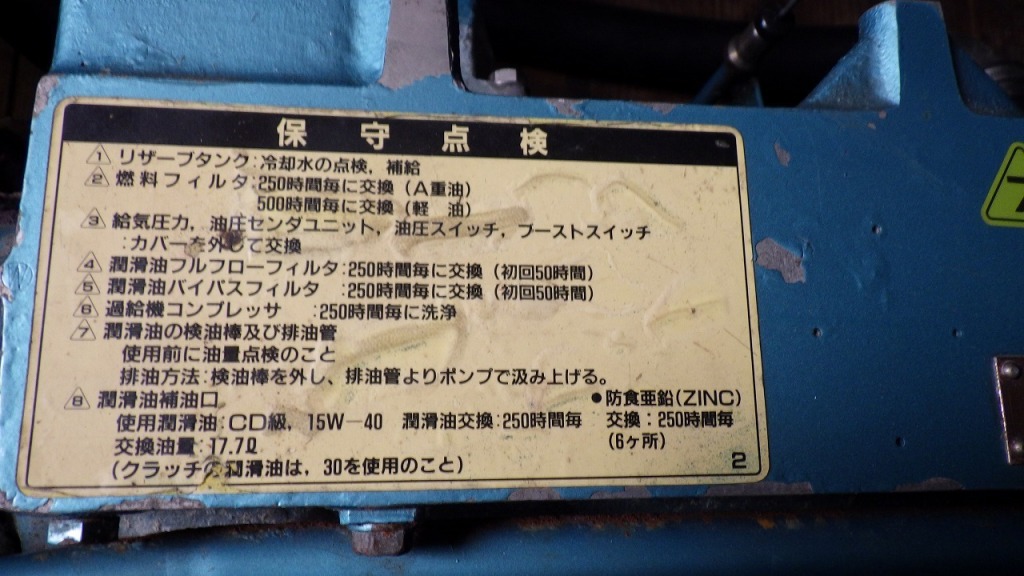 保守点検
1 リザーブタンク:冷却水の点検, 補給
2 燃料フィルタ:250時間毎に交換 (A重油)
500時間毎に交換 (軽 油)
3 給気圧力, 油圧センダユニット, 油圧スイッチ, ブーストスイッチ
:カバーを外して交換
4 潤滑油フルフローフィルタ:250時間毎に交換 (初回50時間)
5 潤滑油バイパスフィルタ :250時間毎に交換 (初回50時間)
6 過給機コンプレッサ :250時間毎に洗浄
7 潤滑油の検油棒及び排油管
使用前に油量点検のこと
排油方法:検油棒を外し、排油管よりポンプで汲み上げる。
8 潤滑油補油口
使用潤滑油:CD級, 15W-40 潤滑油交換:250時間毎
交換油量:17.7ℓ
(クラッチの潤滑油は, 30を使用のこと)
●防食亜鉛(ZINC)
交換:250時間毎
(6ヶ所)
2